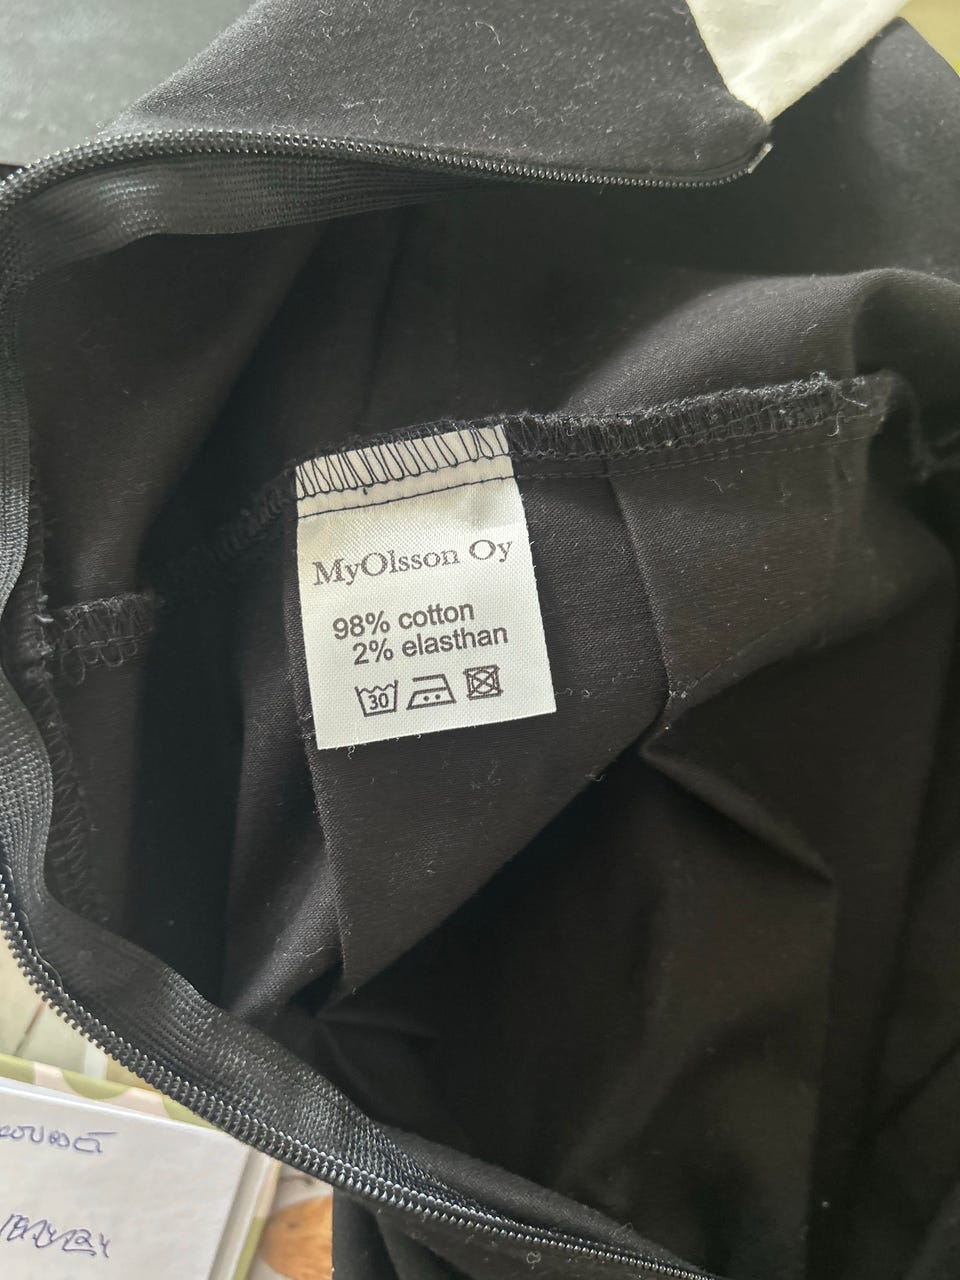 MyOlsson Oy
98% cotton
2% elasthan
30